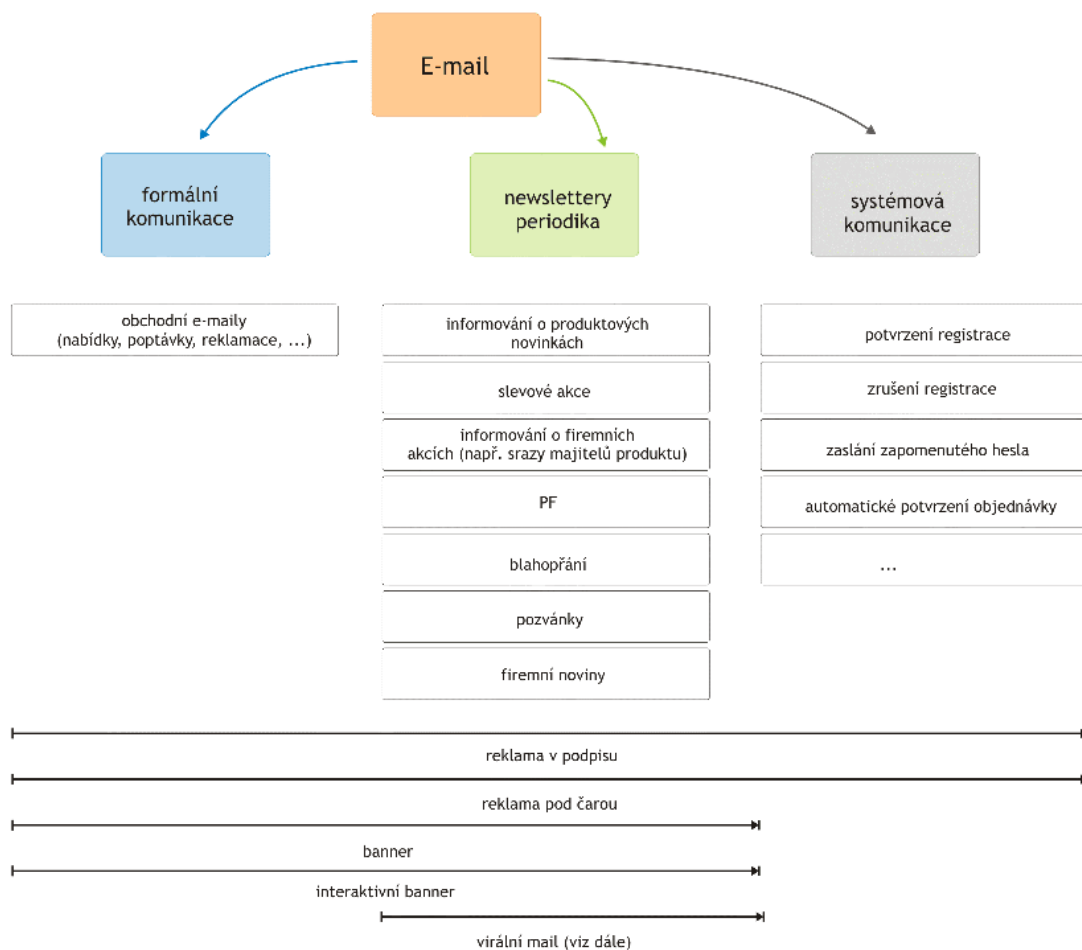 E-mail
formální
komunikace
newslettery
periodika
systémová
komunikace
obchodní e-maily
(nabídky, poptávky, reklamace, ...)
informování o produktových
novinkách
slevové akce
informování o firemních
akcích (např. srazy majitelů produktu)
PF
blahopřání
pozvánky
firemní noviny
potvrzení registrace
zrušení registrace
zaslání zapomenutého hesla
automatické potvrzení objednávky
...
reklama v podpisu
reklama pod čarou
banner
interaktivní banner
virální mail (viz dále)